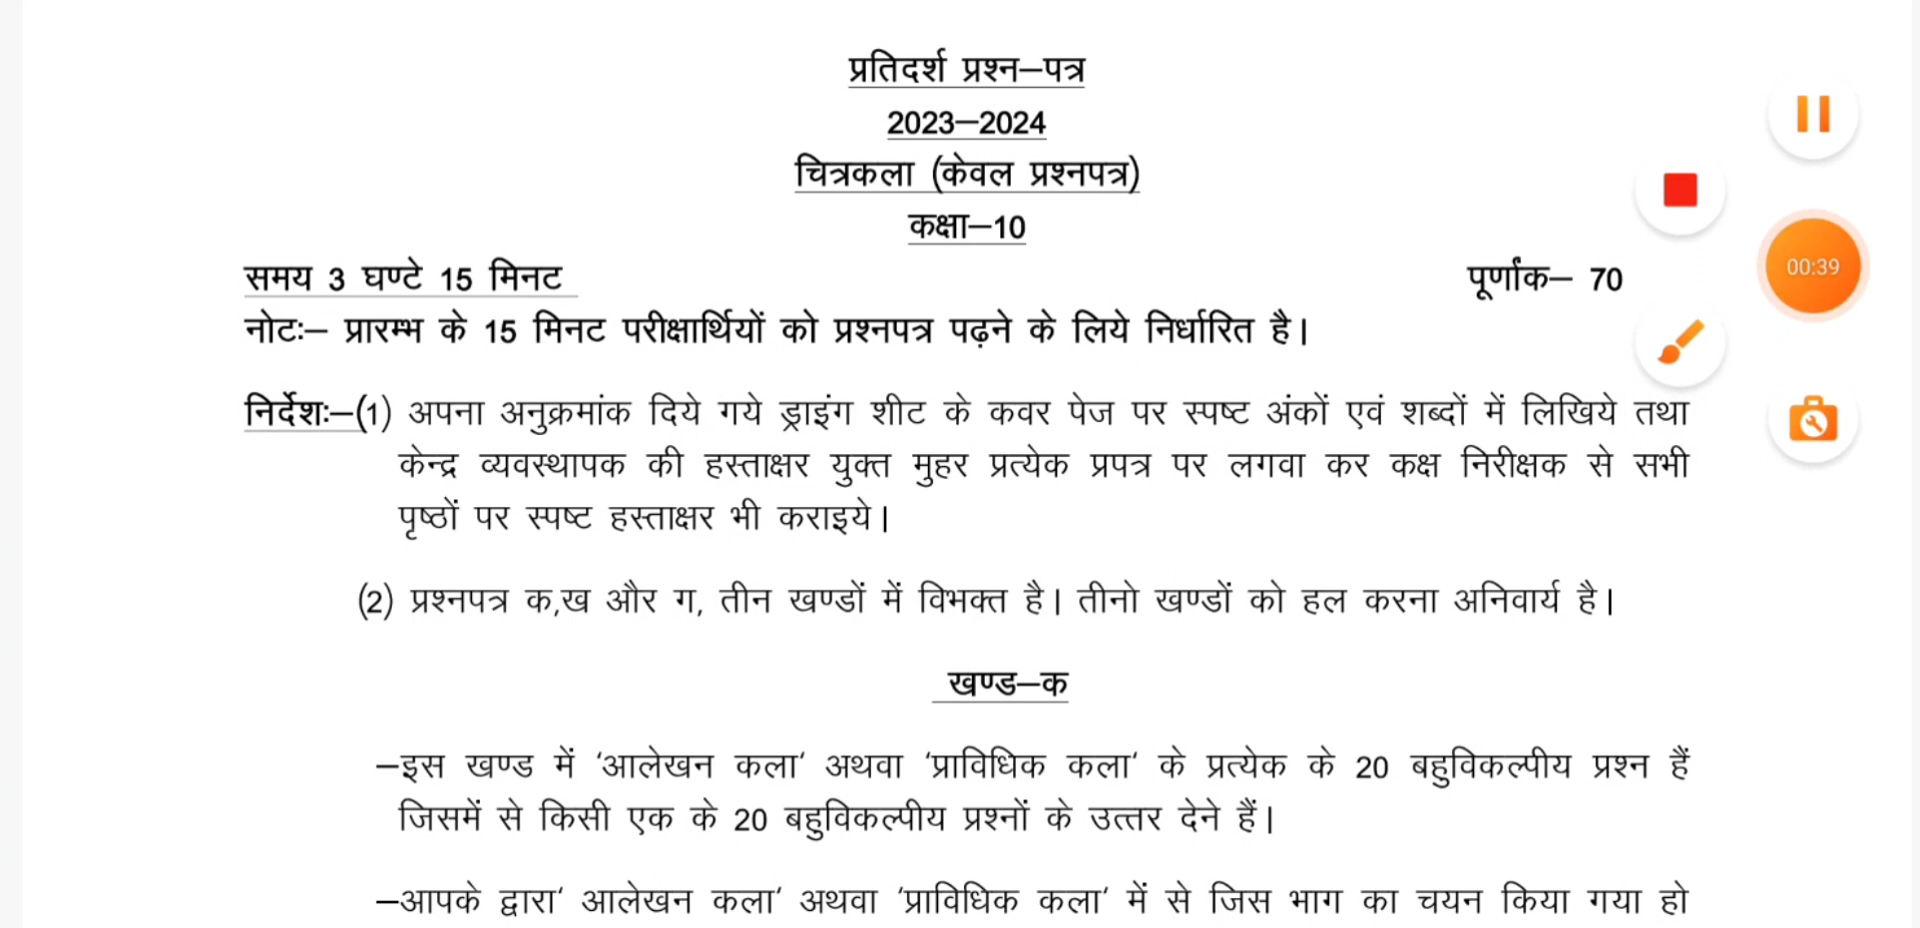 प्रतिदर्श प्रश्न–पत्र
2023–2024
चित्रकला (केवल प्रश्नपत्र)
कक्षा–10
समय 3 घण्टे 15 मिनट पूर्णांक– 70
नोटः– प्रारम्भ के 15 मिनट परीक्षार्थियों को प्रश्नपत्र पढ़ने के लिये निर्धारित है।
निर्देशः–(1) अपना अनुक्रमांक दिये गये ड्राइंग शीट के कवर पेज पर स्पष्ट अंकों एवं शब्दों में लिखिये तथा
केन्द्र व्यवस्थापक की हस्ताक्षर युक्त मुहर प्रत्येक प्रपत्र पर लगवा कर कक्ष निरीक्षक से सभी
पृष्ठों पर स्पष्ट हस्ताक्षर भी कराइये।
(2) प्रश्नपत्र क,ख और ग, तीन खण्डों में विभक्त है। तीनो खण्डों को हल करना अनिवार्य है।
खण्ड–क
–इस खण्ड में ‘आलेखन कला’ अथवा ‘प्राविधिक कला’ के प्रत्येक के 20 बहुविकल्पीय प्रश्न हैं
जिसमें से किसी एक के 20 बहुविकल्पीय प्रश्नों के उत्तर देने हैं।
–आपके द्वारा‘ आलेखन कला’ अथवा ‘प्राविधिक कला’ में से जिस भाग का चयन किया गया हो
00:39